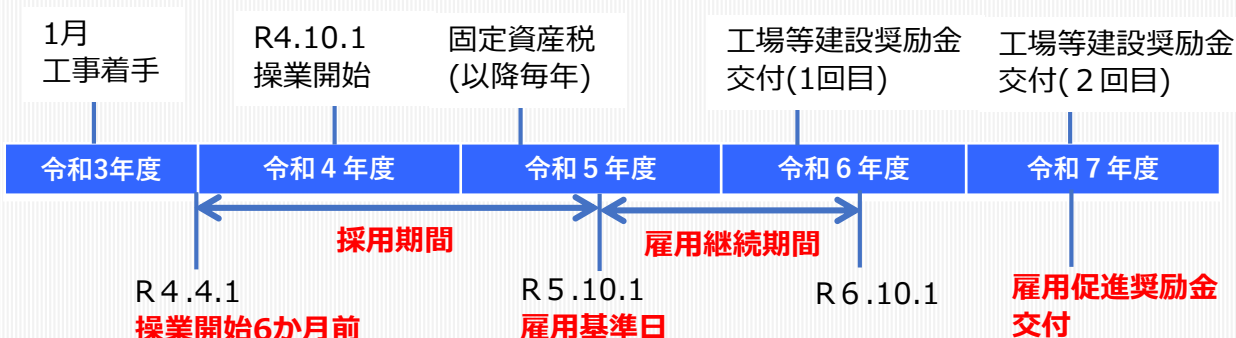 1月
工事着手
R4.10.1
操業開始
固定資産税
(以降毎年)
工場等建設奨励金
交付(1回目)
工場等建設奨励金
交付(２回目)
令和3年度
令和４年度
令和５年度
令和６年度
令和７年度
採用期間
雇用継続期間
Ｒ４.4.1
操業開始6か月前
Ｒ５.10.1
雇用基準日
Ｒ６.10.1
雇用促進奨励金
交付